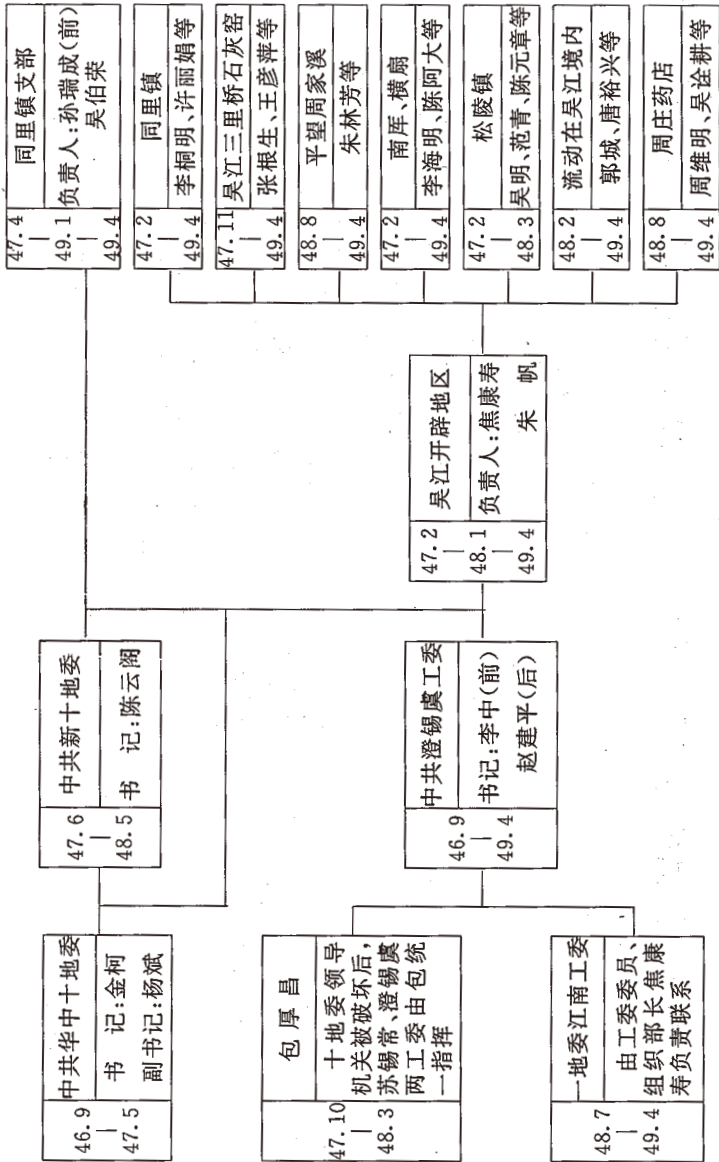 中共华中十地委
46.9
|
47.5
书　记:金柯
副书记:杨斌
中共新十地委
47.6
|
48.5
书　记:陈云阁
同里镇支部
47.4
|
49.1
|
49.4
负责人:孙瑞成(前)
吴伯荣
包厚昌
47.10
|
48.3
十地委领导
机关被破坏后,
苏锡常、澄锡虞
两工委由包统
一指挥
一地委江南工委
48.7
|
49.4
由工委委员、
组织部长焦康
寿负责联系
中共澄锡虞工委
46.9
|
49.4
书记:李中(前)
赵建平(后)
吴江开辟地区
47.2
|
48.1
|
49.4
负责人:焦康寿
朱　帆
同里镇
47.2
|
49.4
李桐明、许丽娟等
吴江三里桥石灰窑
47.11
|
49.4
张根生、王彦萍等
平望周家溪
48.8
|
49.4
朱林芳等
南厍、横扇
47.2
|
49.4
李海明、陈阿大等
松陵镇
47.2
|
48.3
吴明、范青、陈元章等
流动在吴江境内
48.2
|
49.4
郭城、唐裕兴等
周庄药店
48.8
|
49.4
周维明、吴诠耕等